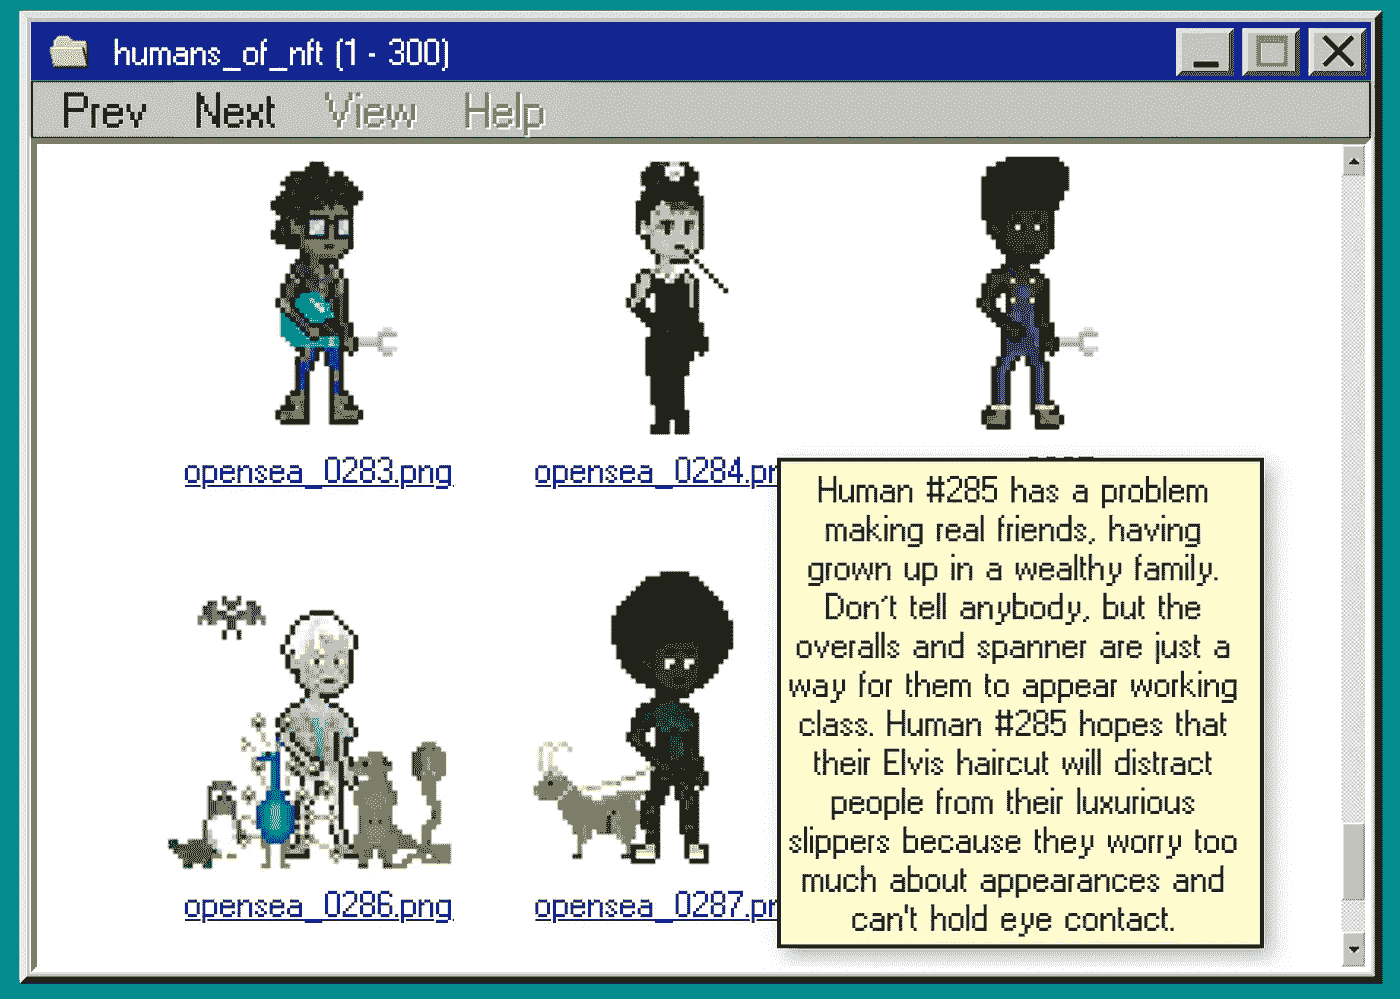 humans_of_nft (1 - 300)
Prev Next View Help
opensea_0283.png
opensea_0284.pn
Human #285 has a problem
making real friends, having
grown up in a wealthy family.
Don't tell anybody, but the
overalls and spanner are just a
way for them to appear working
class. Human #285 hopes that
their Elvis haircut will distract
people from their luxurious
slippers because they worry too
much about appearances and
can't hold eye contact.
opensea_0286.png
opensea_0287.pn